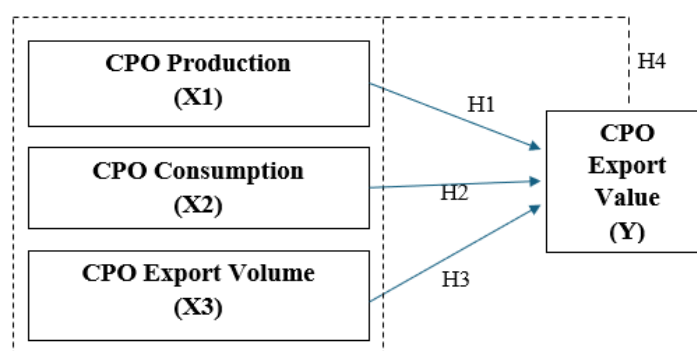 CPO Production
(X1)
H1
H4
CPO Consumption
(X2)
H2
CPO Export Volume
(X3)
H3
CPO
Export
Value
(Y)